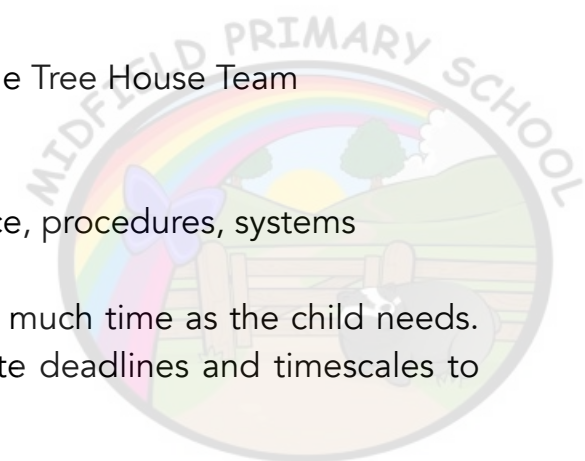 MIDFIELD PRIMARY SCHOOL
e Tree House Team
ce, procedures, systems
much time as the child needs.
te deadlines and timescales to